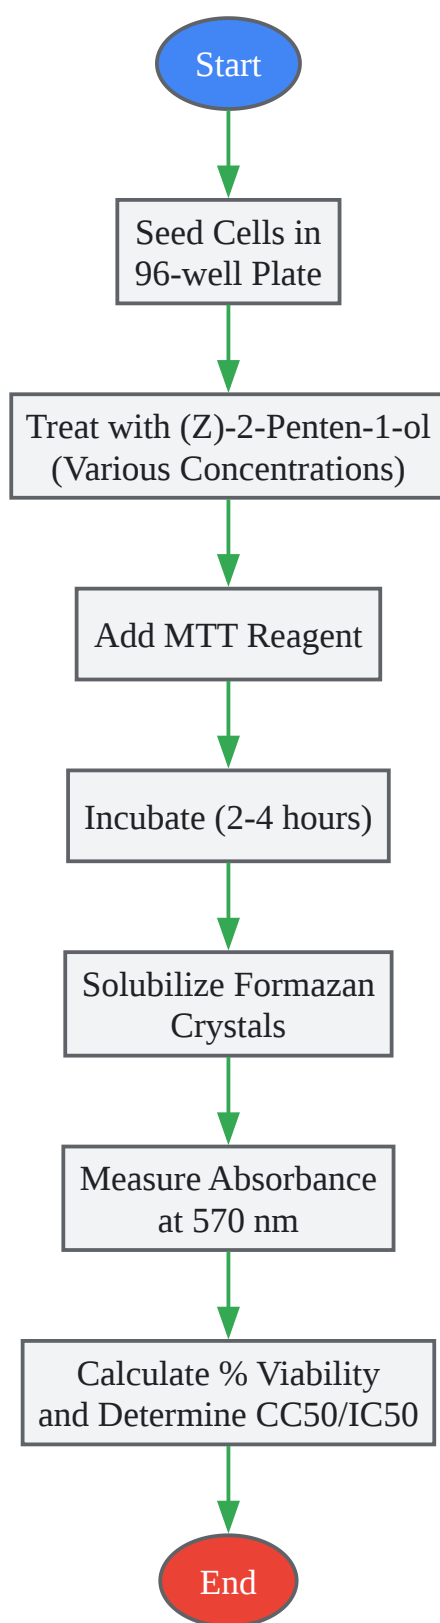 Start
Seed Cells in
96-well Plate
Treat with (Z)-2-Penten-1-ol
(Various Concentrations)
Add MTT Reagent
Incubate (2-4 hours)
Solubilize Formazan
Crystals
Measure Absorbance
at 570 nm
Calculate % Viability
and Determine CC50/IC50
End